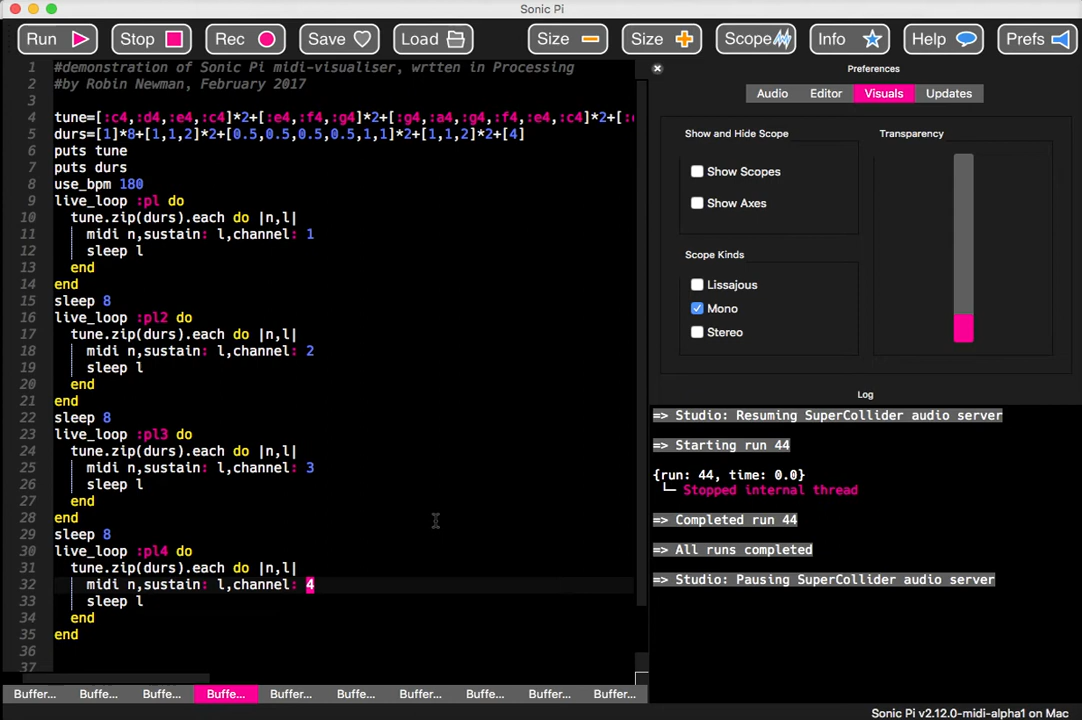 Sonic Pi
Run Stop Rec Save Load Size Size Scope Info Help Prefs
1 #demonstration of Sonic Pi midi-visualiser, wrtten in Processing
2 #by Robin Newman, February 2017
3
4 tune=[:c4,:d4,:e4,:c4]*2+[:e4,:f4,:g4]*2+[:g4,:a4,:g4,:f4,:e4,:c4]*2+[:
5 durs=[1]*8+[1,1,2]*2+[0.5,0.5,0.5,0.5,1,1]*2+[1,1,2]*2+[4]
6 puts tune
7 puts durs
8 use_bpm 180
9 live_loop :pl do
10 tune.zip(durs).each do |n,l|
11 midi n,sustain: l,channel: 1
12 sleep l
13 end
14 end
15 sleep 8
16 live_loop :pl2 do
17 tune.zip(durs).each do |n,l|
18 midi n,sustain: l,channel: 2
19 sleep l
20 end
21 end
22 sleep 8
23 live_loop :pl3 do
24 tune.zip(durs).each do |n,l|
25 midi n,sustain: l,channel: 3
26 sleep l
27 end
28 end
29 sleep 8
30 live_loop :pl4 do
31 tune.zip(durs).each do |n,l|
32 midi n,sustain: l,channel: 4
33 sleep l
34 end
35 end
36
37
Buffer... Buffe... Buffe... Buffe... Buffer... Buffe... Buffer... Buffe... Buffer... Buffer...
Preferences
Audio Editor Visuals Updates
Show and Hide Scope
Show Scopes
Show Axes
Scope Kinds
Lissajous
Mono
Stereo
Transparency
Log
=> Studio: Resuming SuperCollider audio server
=> Starting run 44
{run: 44, time: 0.0}
└─ Stopped internal thread
=> Completed run 44
=> All runs completed
=> Studio: Pausing SuperCollider audio server
Sonic Pi v2.12.0-midi-alpha1 on Mac